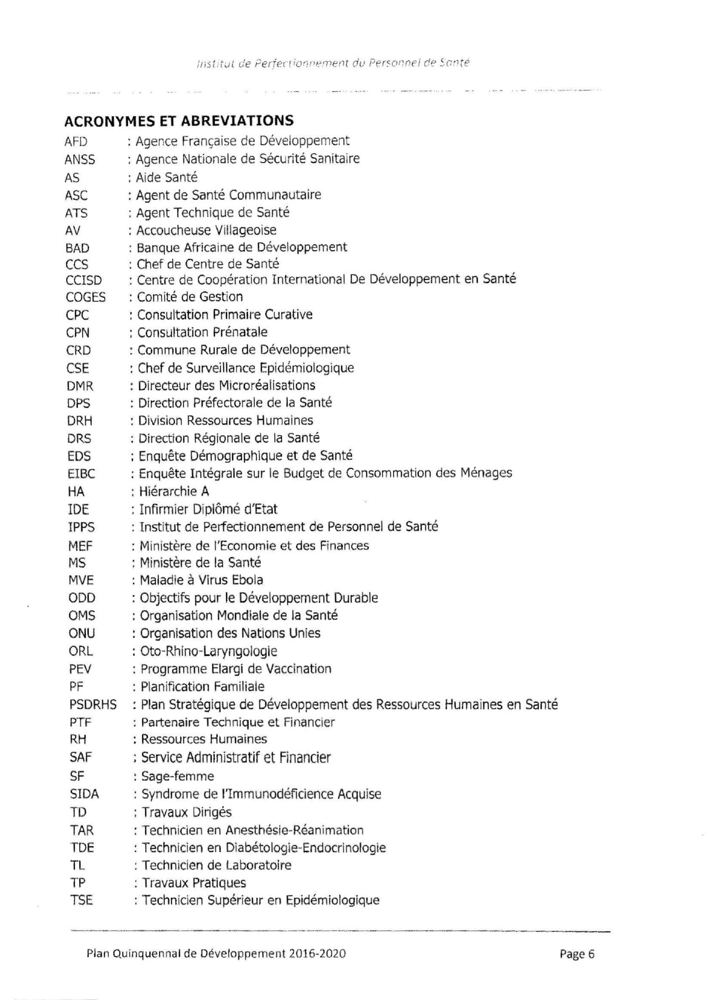 Institut de Perfectionnement du Personnel de Santé
ACRONYMES ET ABREVIATIONS
AFD : Agence Française de Développement
ANSS : Agence Nationale de Sécurité Sanitaire
AS : Aide Santé
ASC : Agent de Santé Communautaire
ATS : Agent Technique de Santé
AV : Accoucheuse Villageoise
BAD : Banque Africaine de Développement
CCS : Chef de Centre de Santé
CCISD : Centre de Coopération International De Développement en Santé
COGES : Comité de Gestion
CPC : Consultation Primaire Curative
CPN : Consultation Prénatale
CRD : Commune Rurale de Développement
CSE : Chef de Surveillance Epidémiologique
DMR : Directeur des Microréalisations
DPS : Direction Préfectorale de la Santé
DRH : Division Ressources Humaines
DRS : Direction Régionale de la Santé
EDS : Enquête Démographique et de Santé
EIBC : Enquête Intégrale sur le Budget de Consommation des Ménages
HA : Hiérarchie A
IDE : Infirmier Diplômé d'Etat
IPPS : Institut de Perfectionnement de Personnel de Santé
MEF : Ministère de l'Economie et des Finances
MS : Ministère de la Santé
MVE : Maladie à Virus Ebola
ODD : Objectifs pour le Développement Durable
OMS : Organisation Mondiale de la Santé
ONU : Organisation des Nations Unies
ORL : Oto-Rhino-Laryngologie
PEV : Programme Elargi de Vaccination
PF : Planification Familiale
PSDRHS : Plan Stratégique de Développement des Ressources Humaines en Santé
PTF : Partenaire Technique et Financier
RH : Ressources Humaines
SAF : Service Administratif et Financier
SF : Sage-femme
SIDA : Syndrome de l'Immunodéficience Acquise
TD : Travaux Dirigés
TAR : Technicien en Anesthésie-Réanimation
TDE : Technicien en Diabétologie-Endocrinologie
TL : Technicien de Laboratoire
TP : Travaux Pratiques
TSE : Technicien Supérieur en Epidémiologique
Plan Quinquennal de Développement 2016-2020 Page 6